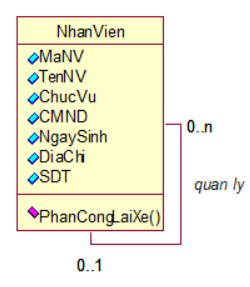 NhanVien
MaNV
TenNV
ChucVu
CMND
NgaySinh
DiaChi
SDT
PhanCongLaiXe()
0..n
quan ly
0..1